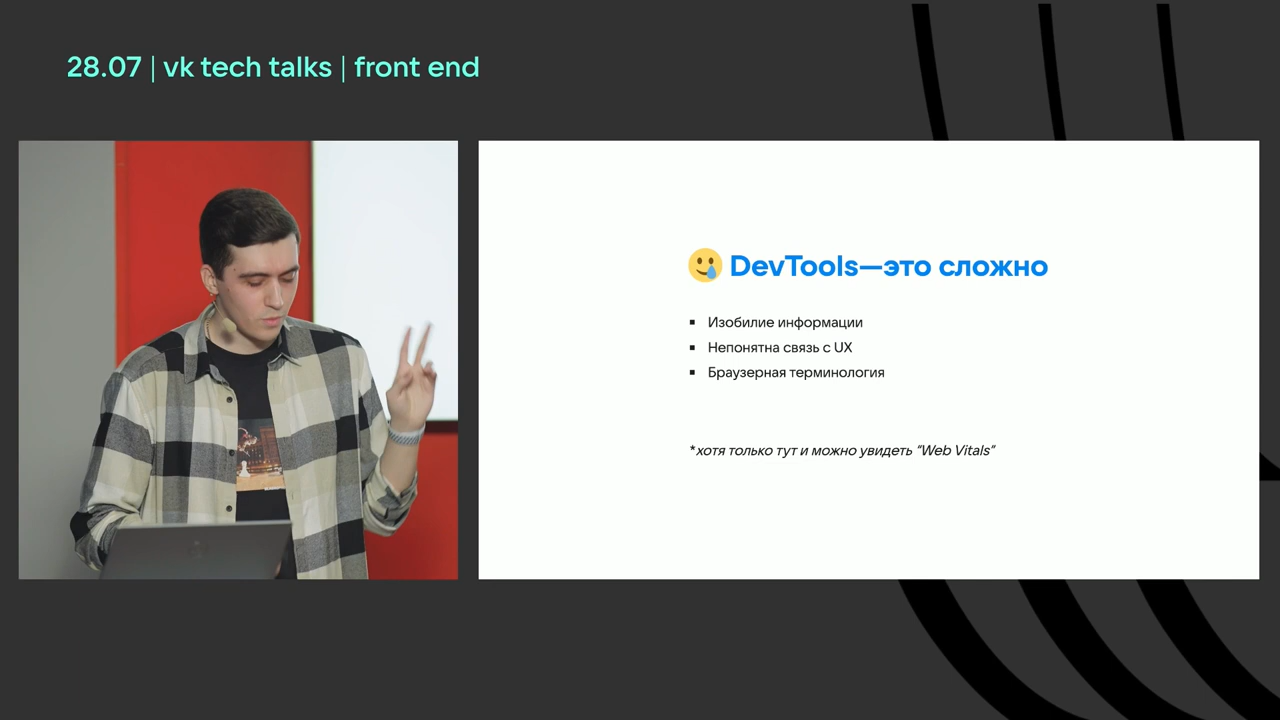 28.07 | vk tech talks | front end
DevTools—это сложно
Изобилие информации
Непонятна связь с UX
Браузерная терминология
*хотя только тут и можно увидеть “Web Vitals”